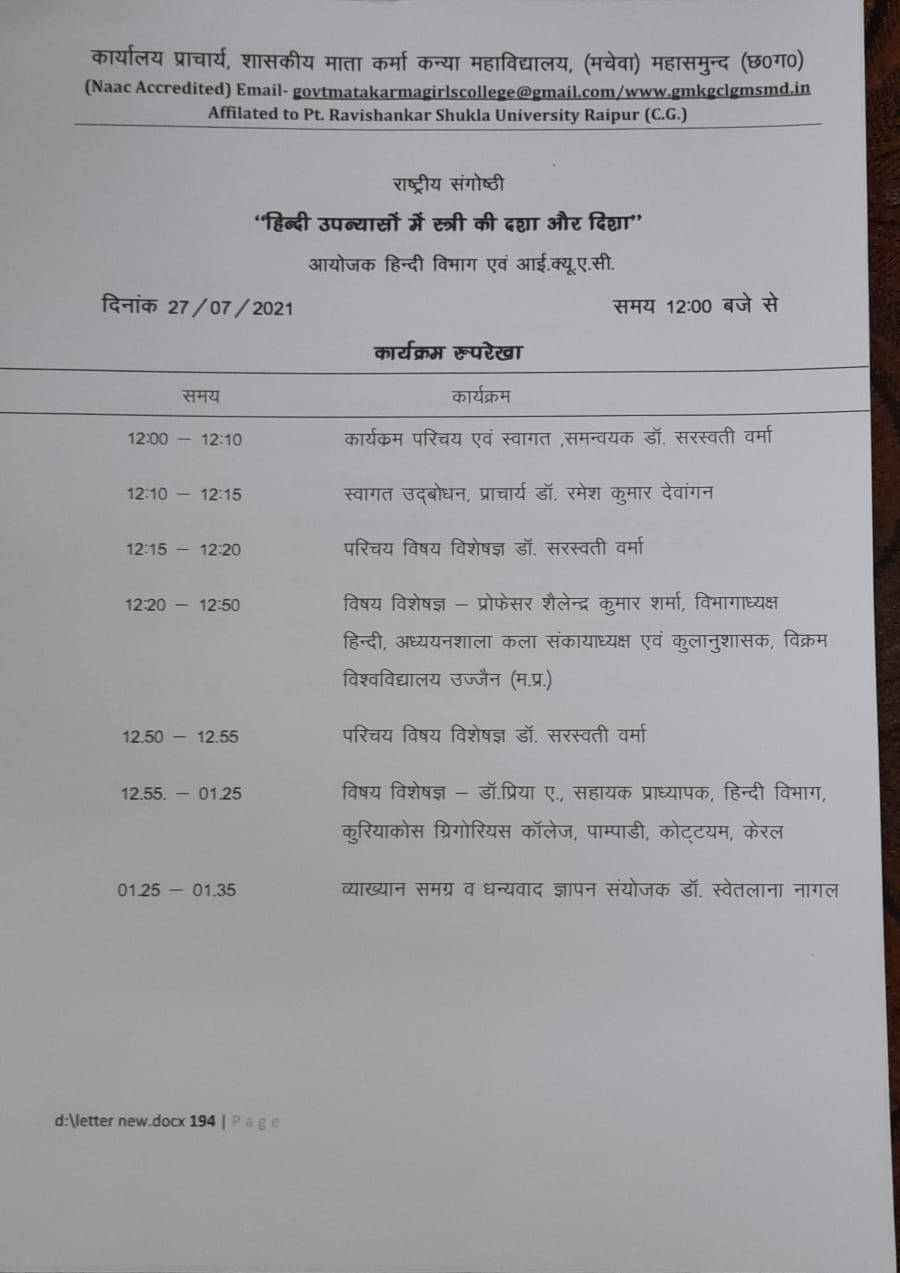 कार्यालय प्राचार्य, शासकीय माता कर्मा कन्या महाविद्यालय, (मचेवा) महासमुन्द (छ0ग0)
(Naac Accredited) Email- govtmatakarmagirlscollege@gmail.com/www.gmkgclgmsmd.in
Affilated to Pt. Ravishankar Shukla University Raipur (C.G.)
राष्ट्रीय संगोष्ठी
“हिन्दी उपन्यासों में स्त्री की दशा और दिशा”
आयोजक हिन्दी विभाग एवं आई.क्यू.ए.सी.
दिनांक 27/07/2021 समय 12:00 बजे से
कार्यक्रम रूपरेखा
समय कार्यक्रम
12:00 – 12:10 कार्यक्रम परिचय एवं स्वागत ,समन्वयक डॉ. सरस्वती वर्मा
12:10 – 12:15 स्वागत उद्बोधन, प्राचार्य डॉ. रमेश कुमार देवांगन
12:15 – 12:20 परिचय विषय विशेषज्ञ डॉ. सरस्वती वर्मा
12:20 – 12:50 विषय विशेषज्ञ – प्रोफेसर शैलेन्द्र कुमार शर्मा, विभागाध्यक्ष
हिन्दी, अध्ययनशाला कला संकायाध्यक्ष एवं कुलानुशासक, विक्रम
विश्वविद्यालय उज्जैन (म.प्र.)
12.50 – 12.55 परिचय विषय विशेषज्ञ डॉ. सरस्वती वर्मा
12.55. – 01.25 विषय विशेषज्ञ – डॉ.प्रिया ए., सहायक प्राध्यापक, हिन्दी विभाग,
कुरियाकोस ग्रिगोरियस कॉलेज, पाम्पाडी, कोट्टयम, केरल
01.25 – 01.35 व्याख्यान समग्र व धन्यवाद ज्ञापन संयोजक डॉ. स्वेतलाना नागल
d:\letter new.docx 194 | Page